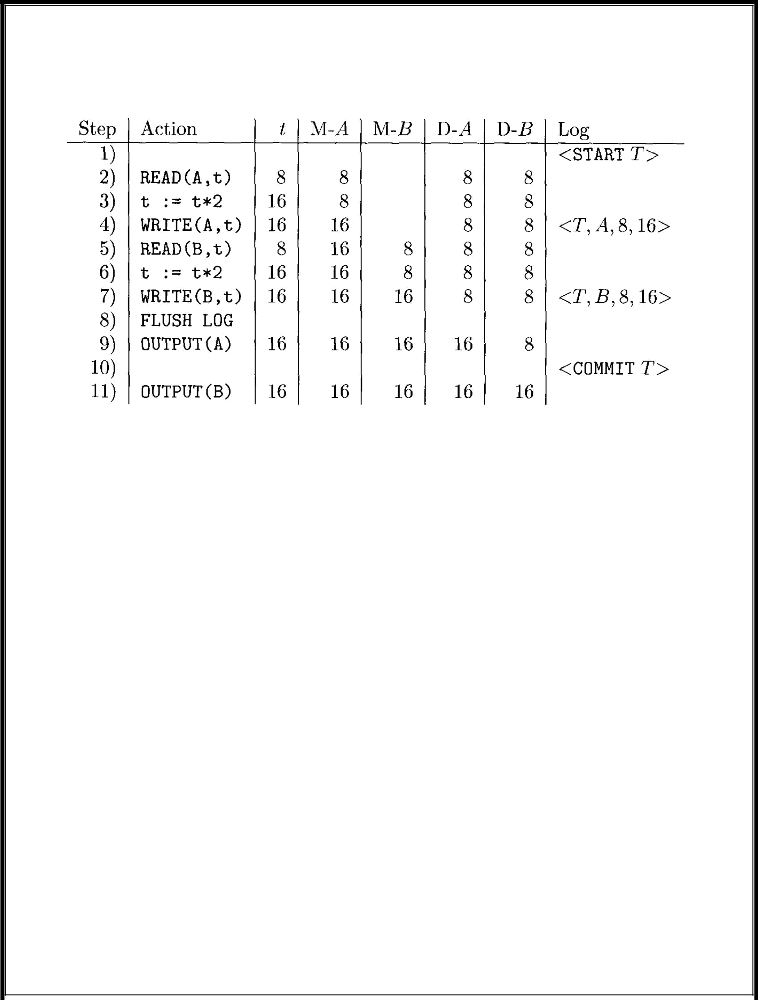 Step Action t M-A M-B D-A D-B Log
1) <START T>
2) READ(A,t) 8 8 8 8
3) t := t*2 16 8 8 8
4) WRITE(A,t) 16 16 8 8 <T, A, 8, 16>
5) READ(B,t) 8 16 8 8 8
6) t := t*2 16 16 8 8 8
7) WRITE(B,t) 16 16 16 8 8 <T, B, 8, 16>
8) FLUSH LOG
9) OUTPUT(A) 16 16 16 16 8
10) <COMMIT T>
11) OUTPUT(B) 16 16 16 16 16